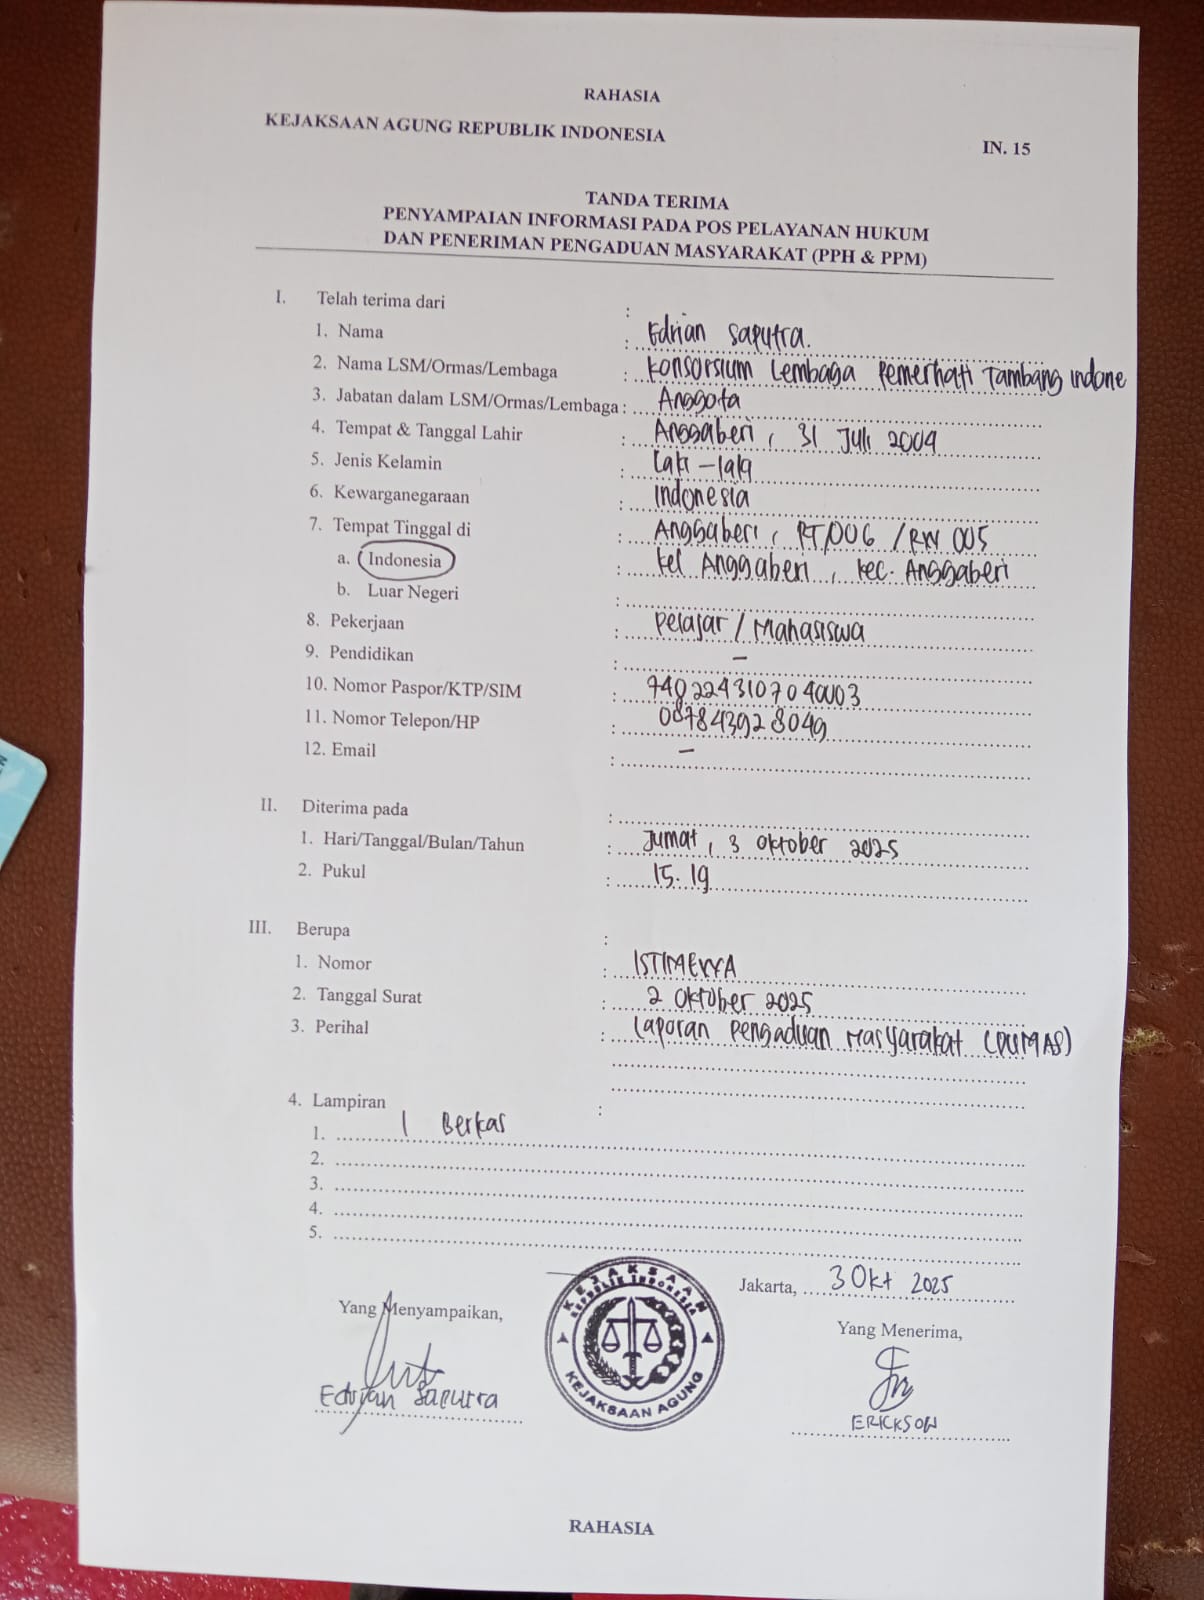 RAHASIA
KEJAKSAAN AGUNG REPUBLIK INDONESIA
IN. 15
TANDA TERIMA
PENYAMPAIAN INFORMASI PADA POS PELAYANAN HUKUM
DAN PENERIMAN PENGADUAN MASYARAKAT (PPH & PPM)
I. Telah terima dari :
1. Nama : Edrian Saputra.
2. Nama LSM/Ormas/Lembaga : Konsorsium Lembaga Pemerhati Tambang Indone
3. Jabatan dalam LSM/Ormas/Lembaga : Anggota
4. Tempat & Tanggal Lahir : Anggaberi, 31 Juli 2004
5. Jenis Kelamin : Laki-laki
6. Kewarganegaraan : Indonesia
7. Tempat Tinggal di : Anggaberi, RT.006 / RW 005
a. Indonesia : Kel Anggaberi, Kec. Anggaberi
b. Luar Negeri :
8. Pekerjaan : Pelajar / Mahasiswa
9. Pendidikan : -
10. Nomor Paspor/KTP/SIM : 7402243107040003
11. Nomor Telepon/HP : 087843928049
12. Email : -
II. Diterima pada :
1. Hari/Tanggal/Bulan/Tahun : Jumat, 3 Oktober 2025
2. Pukul : 15.19
III. Berupa :
1. Nomor : ISTIMEWA
2. Tanggal Surat : 2 Oktober 2025
3. Perihal : Laporan Pengaduan Masyarakat (DUMAS)
4. Lampiran :
1. 1 Berkas
2.
3.
4.
5.
Jakarta, 3 Okt 2025
Yang Menyampaikan,
Yang Menerima,
KEJAKSAAN
REPUBLIK INDONESIA
KEJAKSAAN AGUNG
Edrian Saputra
ERICKSON
RAHASIA